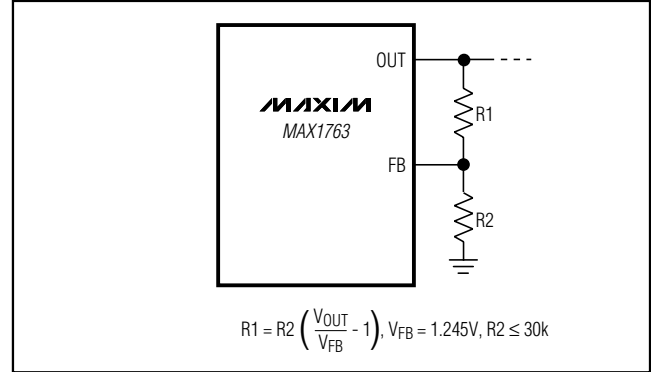 OUT
MAXIM
MAX1763
R1
FB
R2
R1 = R2 ( VOUT / VFB - 1 ), VFB = 1.245V, R2 ≤ 30k